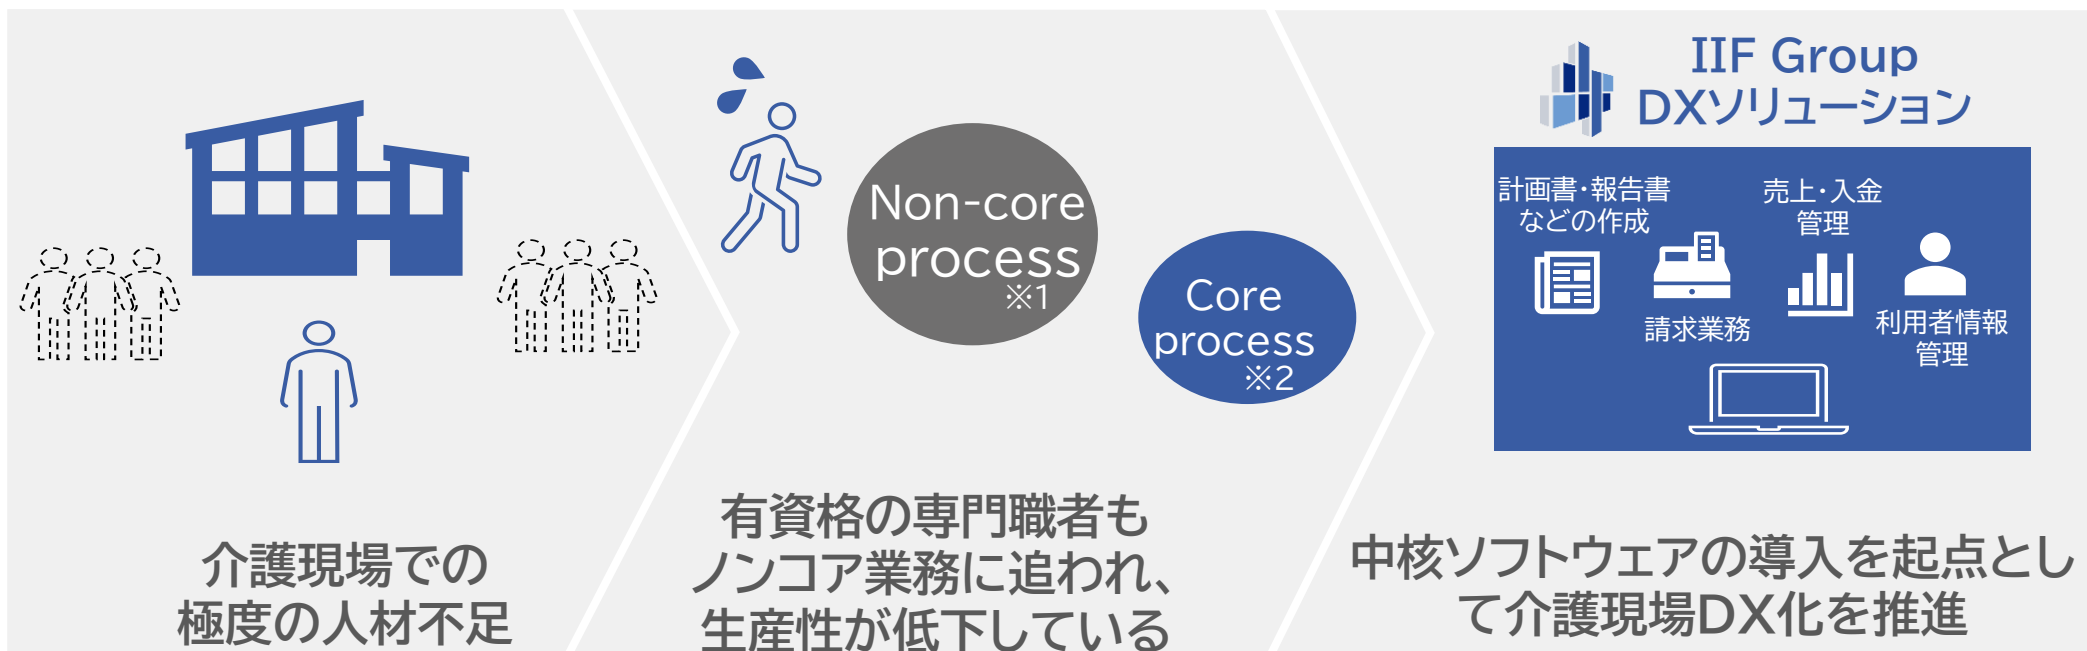 介護現場での
極度の人材不足
Non-core
process
※1
Core
process
※2
有資格の専門職者も
ノンコア業務に追われ、
生産性が低下している
IIF Group
DXソリューション
計画書・報告書
などの作成
請求業務
売上・入金
管理
利用者情報
管理
中核ソフトウェアの導入を起点とし
て介護現場DX化を推進